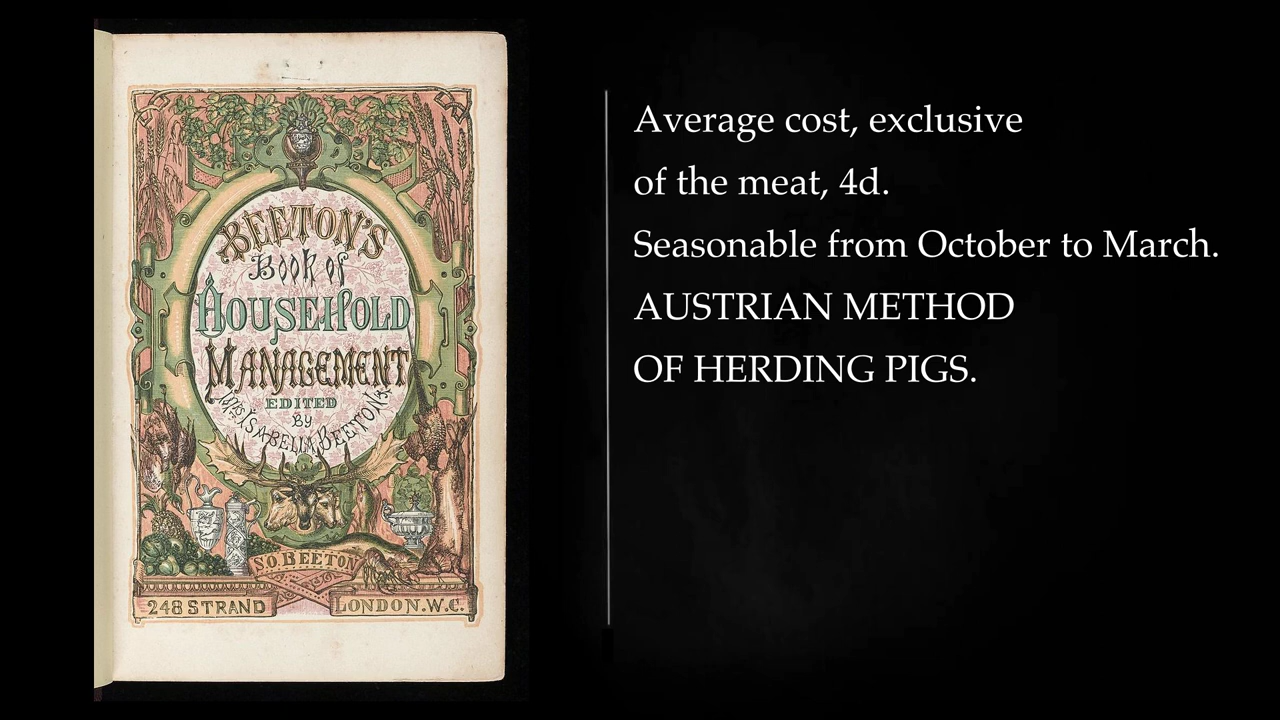 BEETON'S
Book of
HOUSEHOLD
MANAGEMENT
EDITED
BY
MRS ISABELLA BEETON
S.O. BEETON
248 STRAND
LONDON. W.C.
Average cost, exclusive
of the meat, 4d.
Seasonable from October to March.
AUSTRIAN METHOD
OF HERDING PIGS.